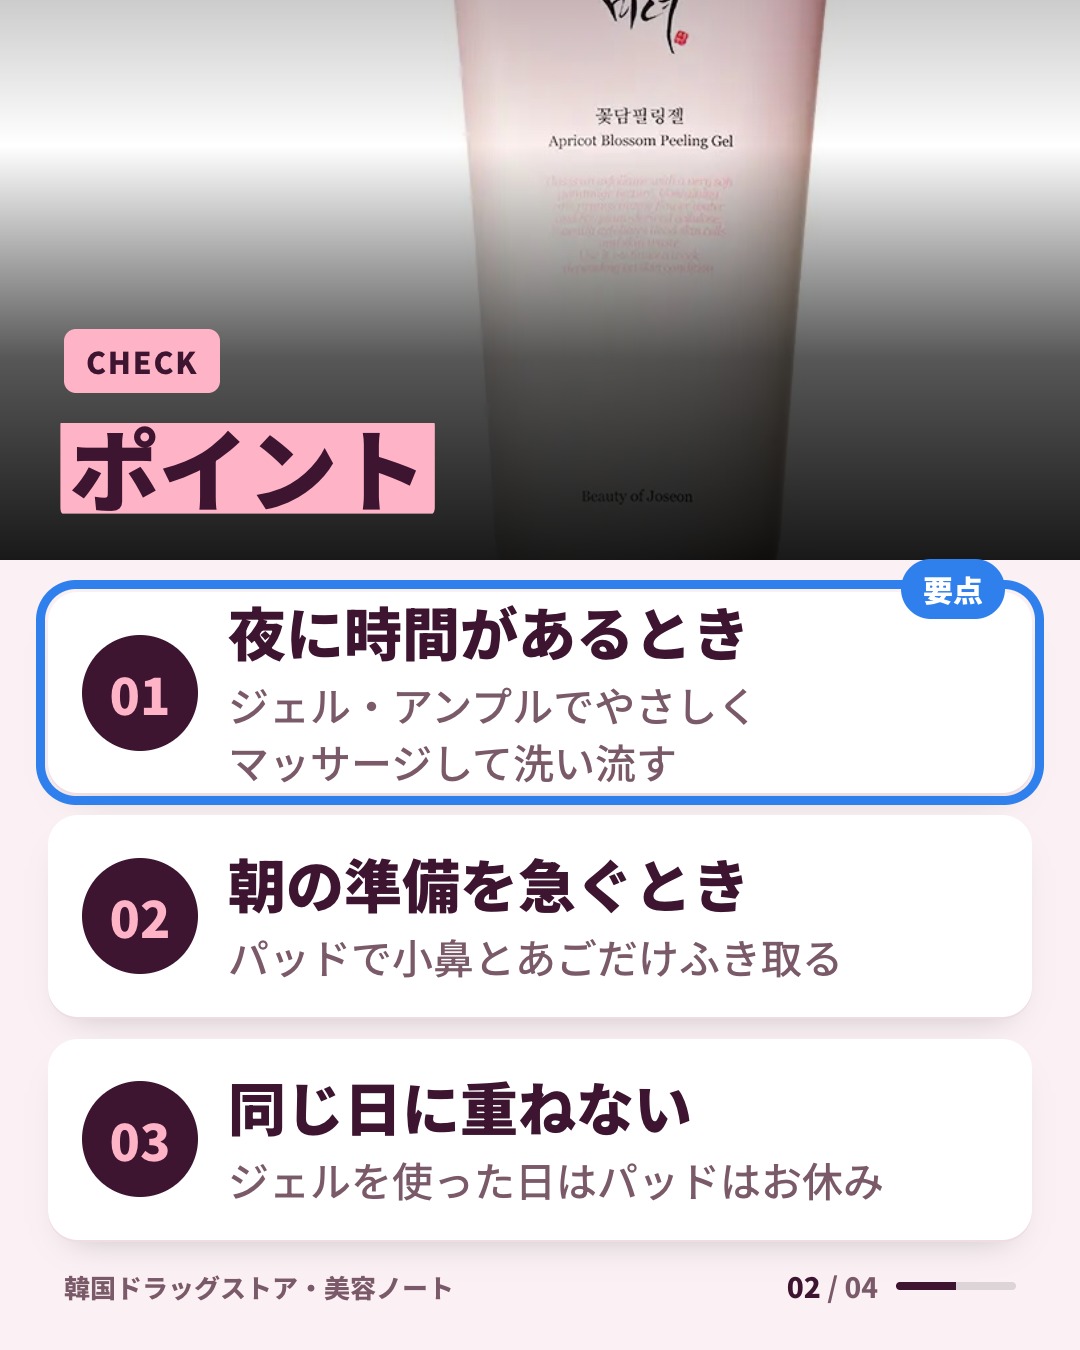 꽃담필링젤
Apricot Blossom Peeling Gel
Beauty of Joseon
CHECK
ポイント
要点
01
夜に時間があるとき
ジェル・アンプルでやさしく
マッサージして洗い流す
02
朝の準備を急ぐとき
パッドで小鼻とあごだけふき取る
03
同じ日に重ねない
ジェルを使った日はパッドはお休み
韓国ドラッグストア・美容ノート
02 / 04